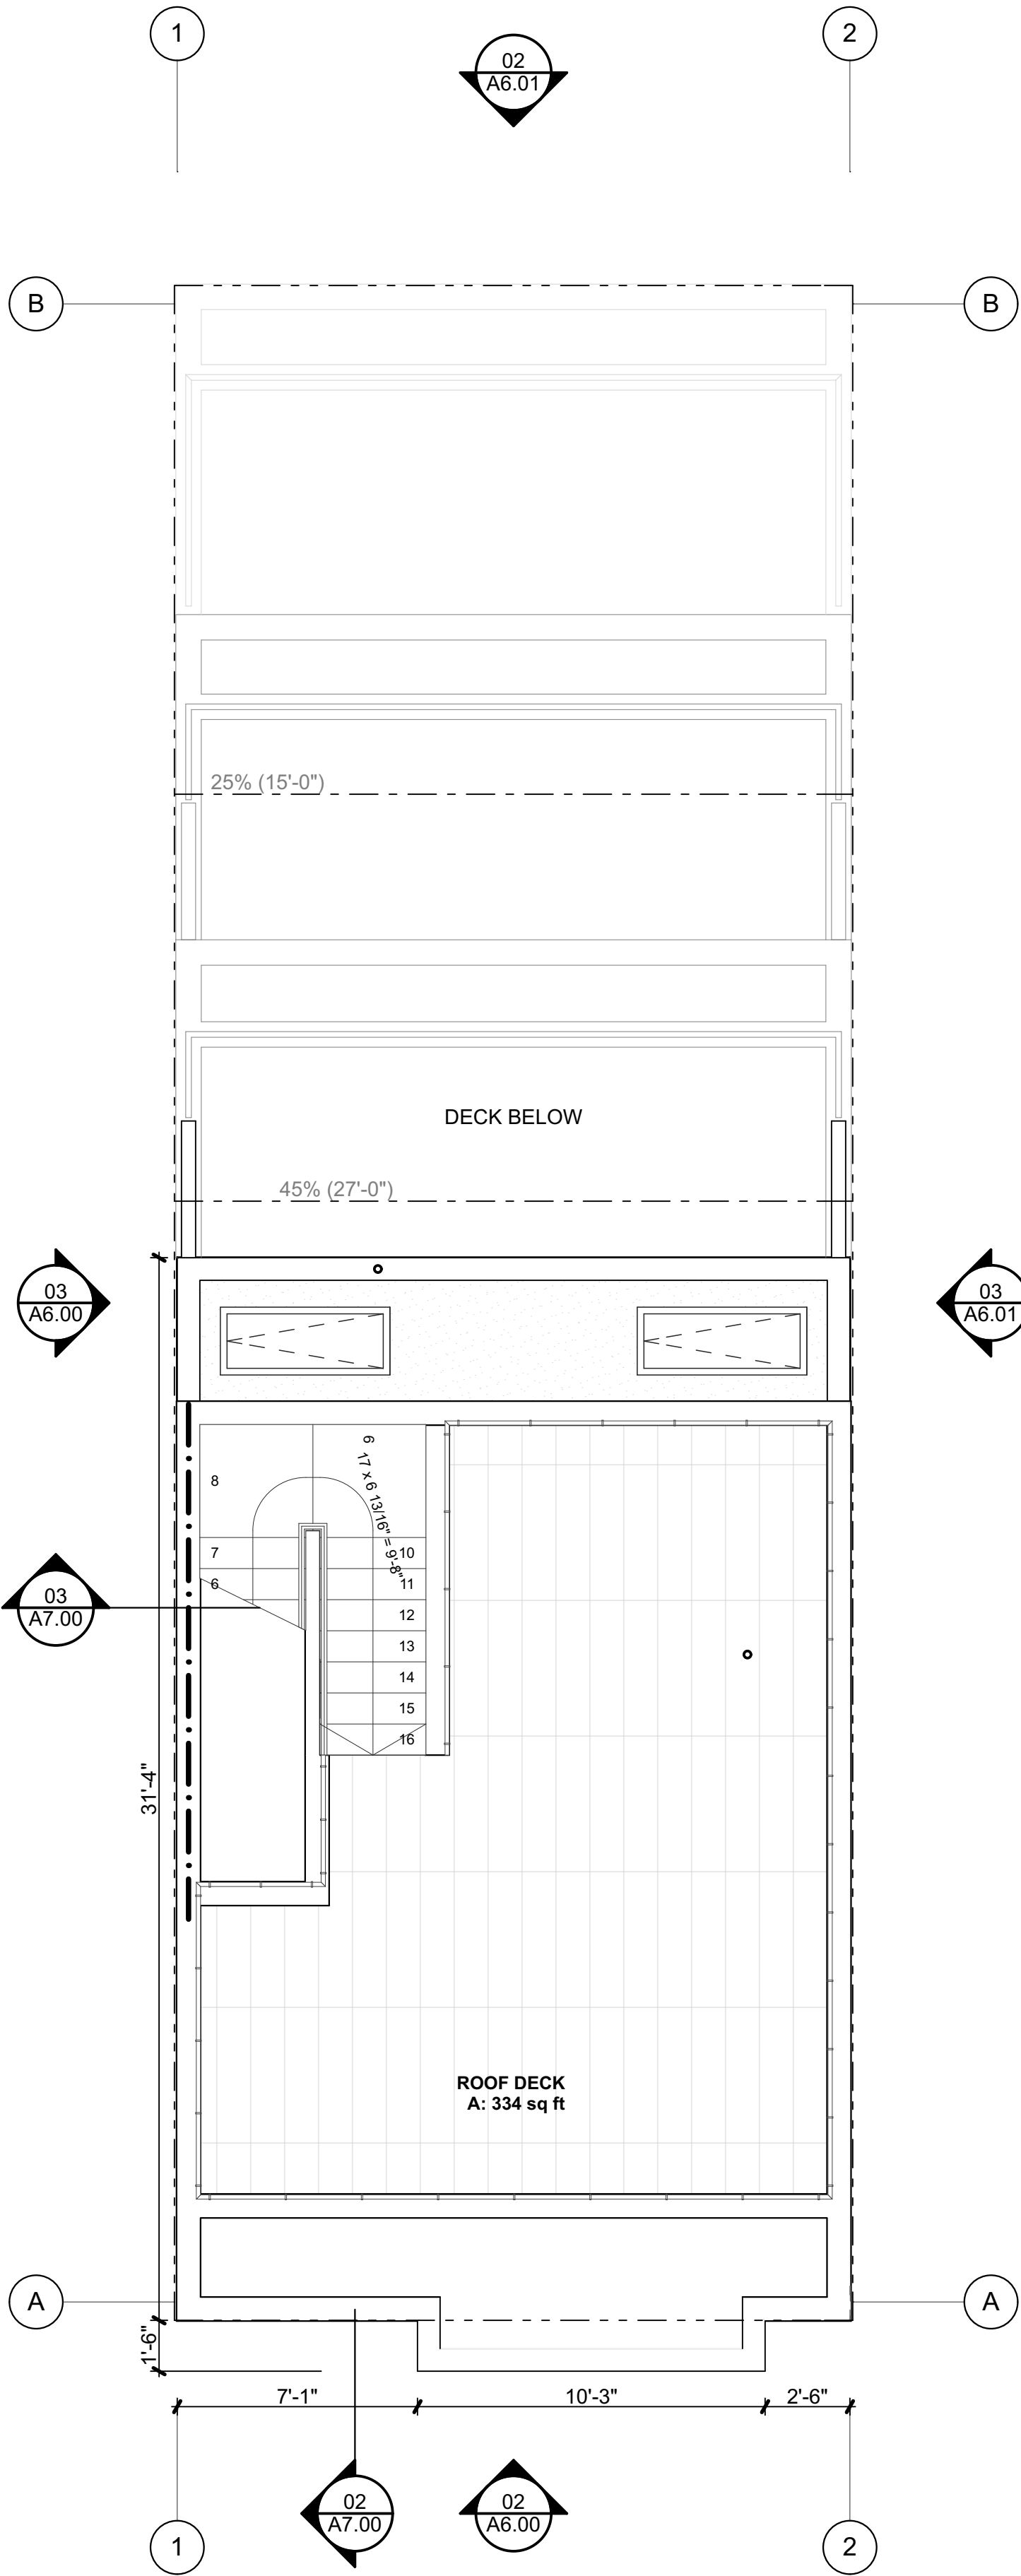 1
2
02
A6.01
B
B
25% (15'-0")
DECK BELOW
45% (27'-0")
03
A6.00
03
A6.01
9
17 x 6 13/16" = 9'-8"
8
7
10
6
11
03
A7.00
12
13
14
15
16
31'-4"
ROOF DECK
A: 334 sq ft
A
A
1'-6"
7'-1"
10'-3"
2'-6"
02
A7.00
02
A6.00
1
2